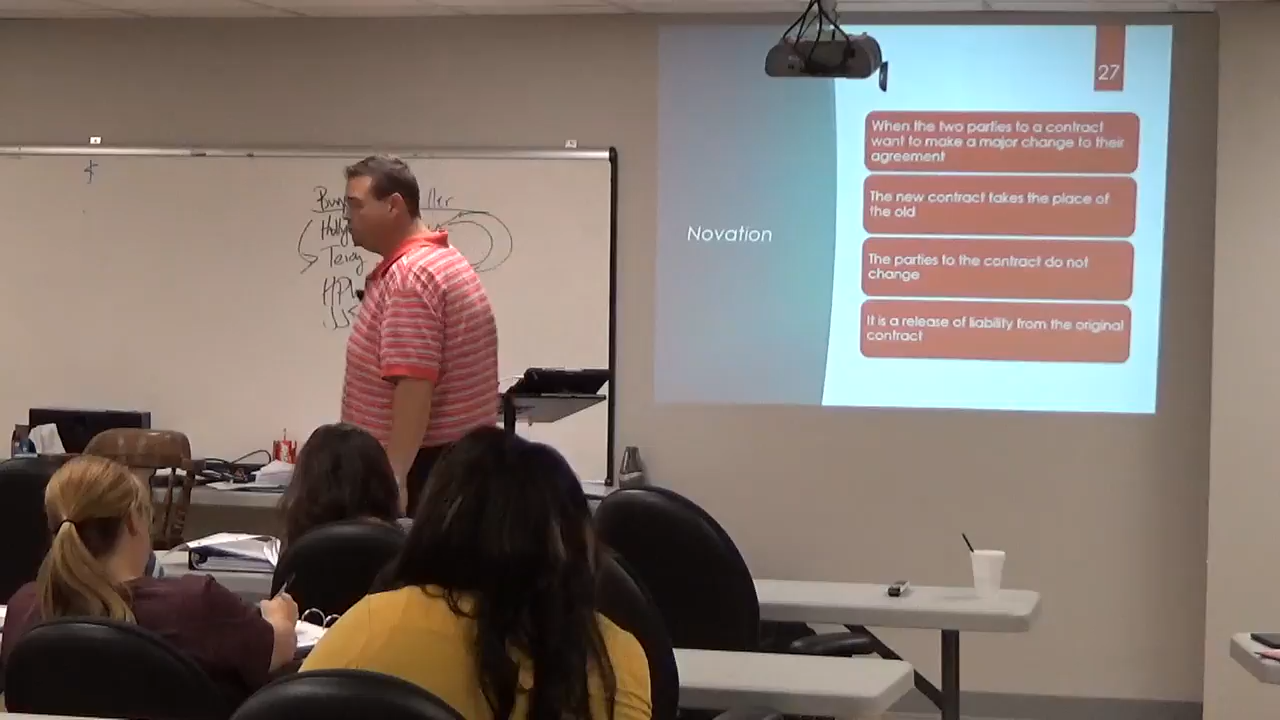 27
When the two parties to a contract
want to make a major change to their
agreement
The new contract takes the place of
the old
Novation
The parties to the contract do not
change
It is a release of liability from the original
contract